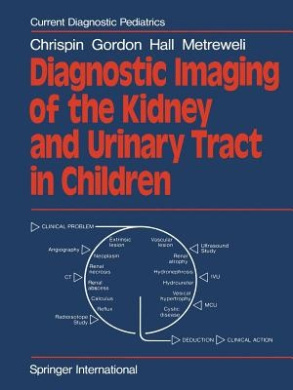 Current Diagnostic Pediatrics
Chrispin Gordon Hall Metreweli
Diagnostic Imaging
of the Kidney
and Urinary Tract
in Children
CLINICAL PROBLEM
Extrinsic
lesion
Vascular
lesion
Angiography
Neoplasm
Renal
atrophy
Ultrasound
Study
Renal
necrosis
Hydronephrosis
CT
Renal
abscess
Hydroureter
IVU
Calculus
Vesical
hypertrophy
Reflux
Cystic
disease
MCU
Radioisotope
Study
DEDUCTION
CLINICAL ACTION
Springer International